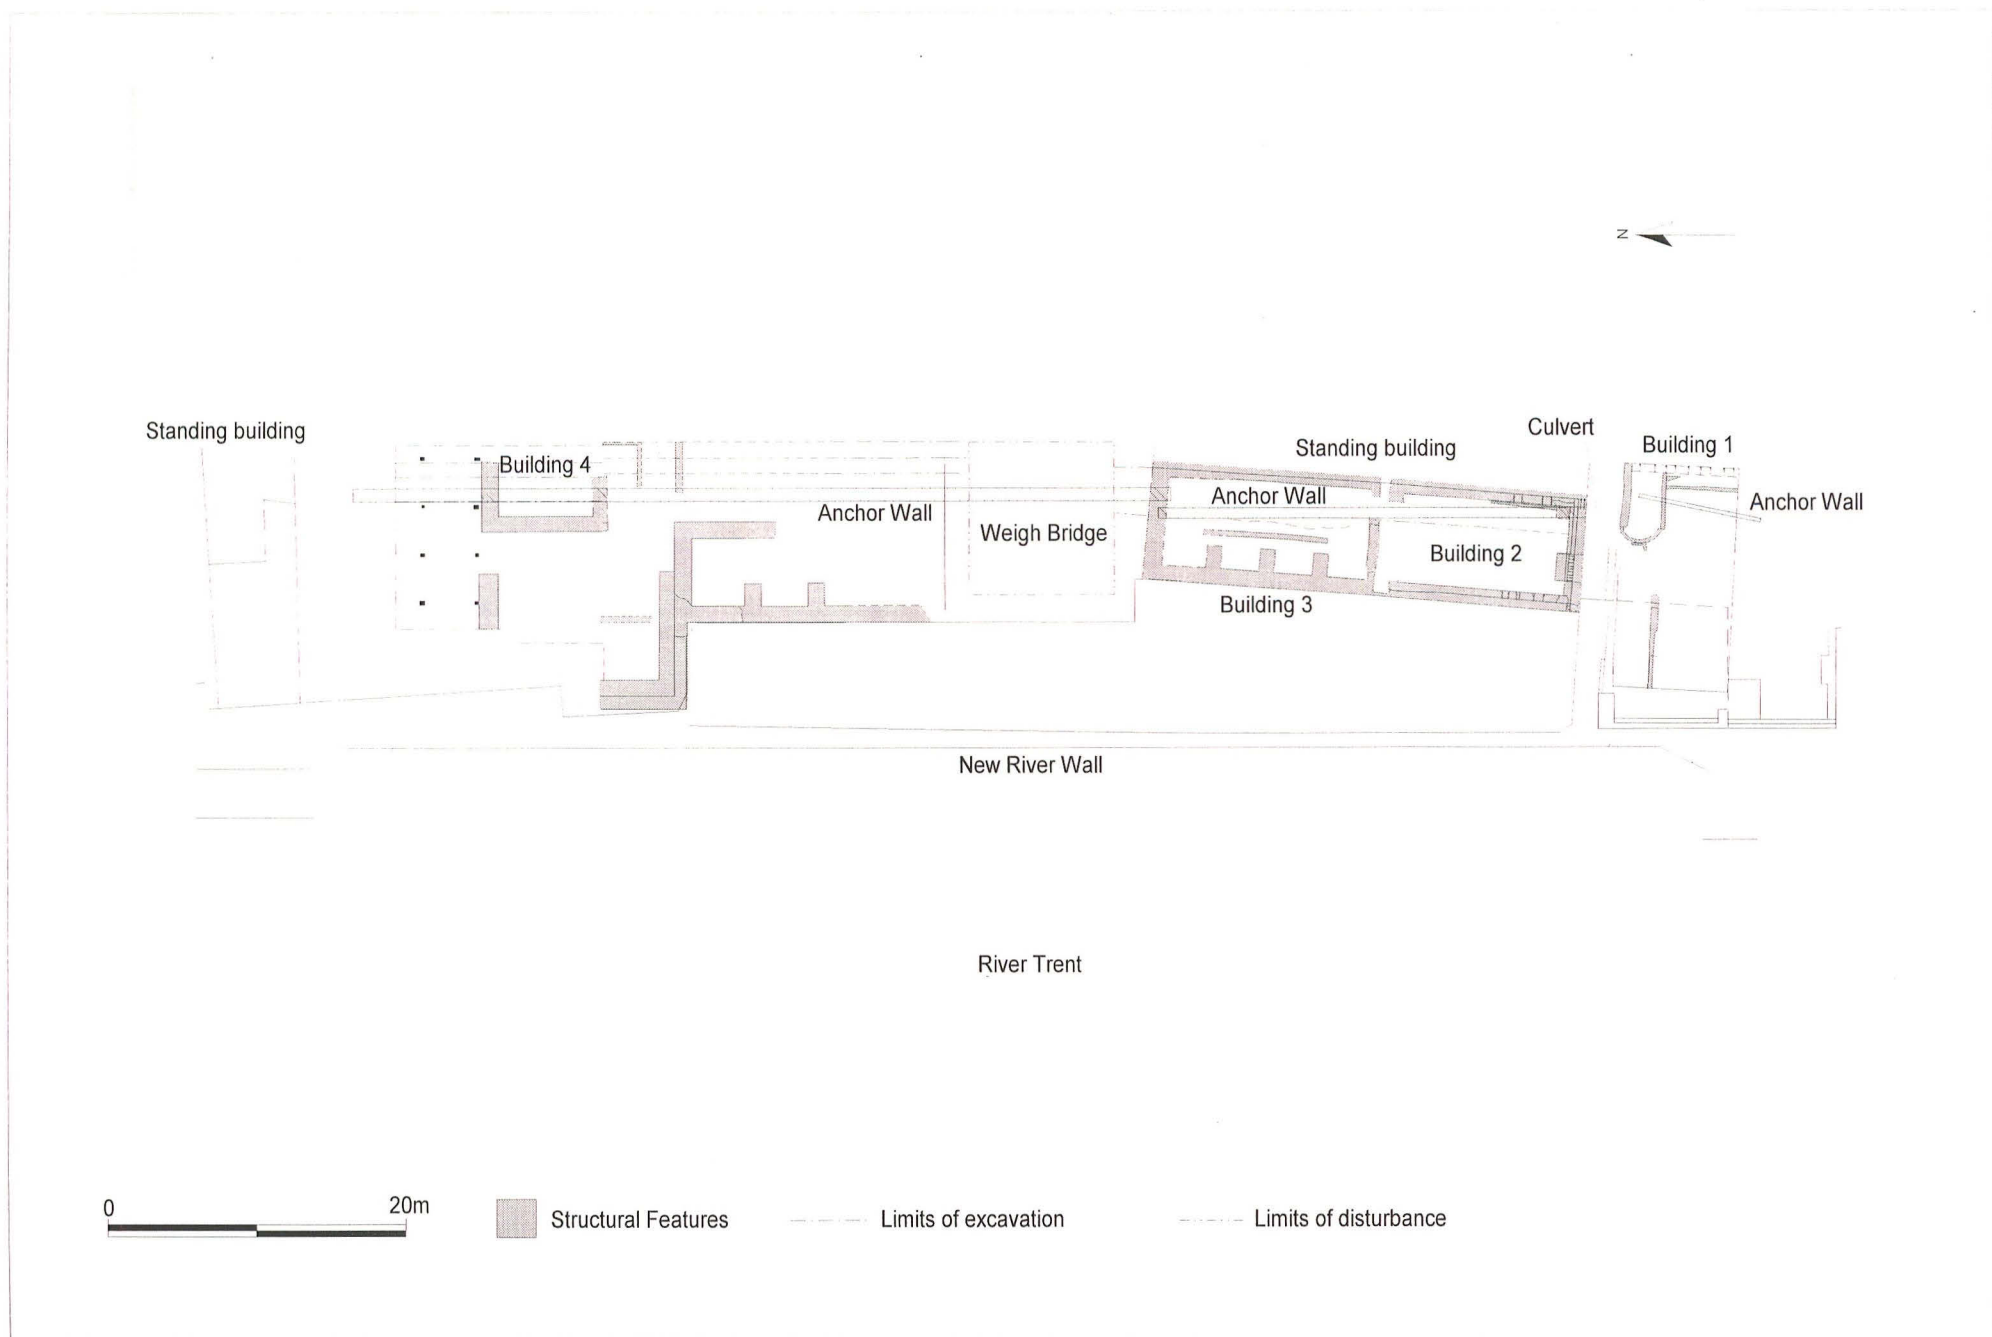 N
Standing building
Culvert
Building 1
Standing building
Building 4
Anchor Wall
Anchor Wall
Anchor Wall
Weigh Bridge
Building 2
Building 3
New River Wall
River Trent
0
20m
Structural Features
Limits of excavation
Limits of disturbance